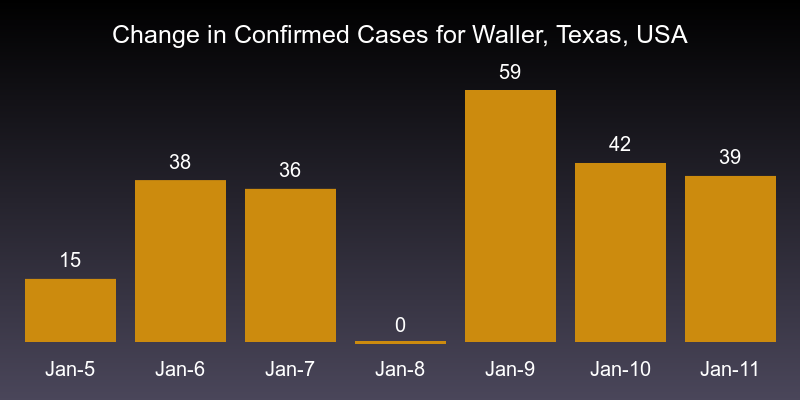 Change in Confirmed Cases for Waller, Texas, USA
15
38
36
0
59
42
39
Jan-5
Jan-6
Jan-7
Jan-8
Jan-9
Jan-10
Jan-11